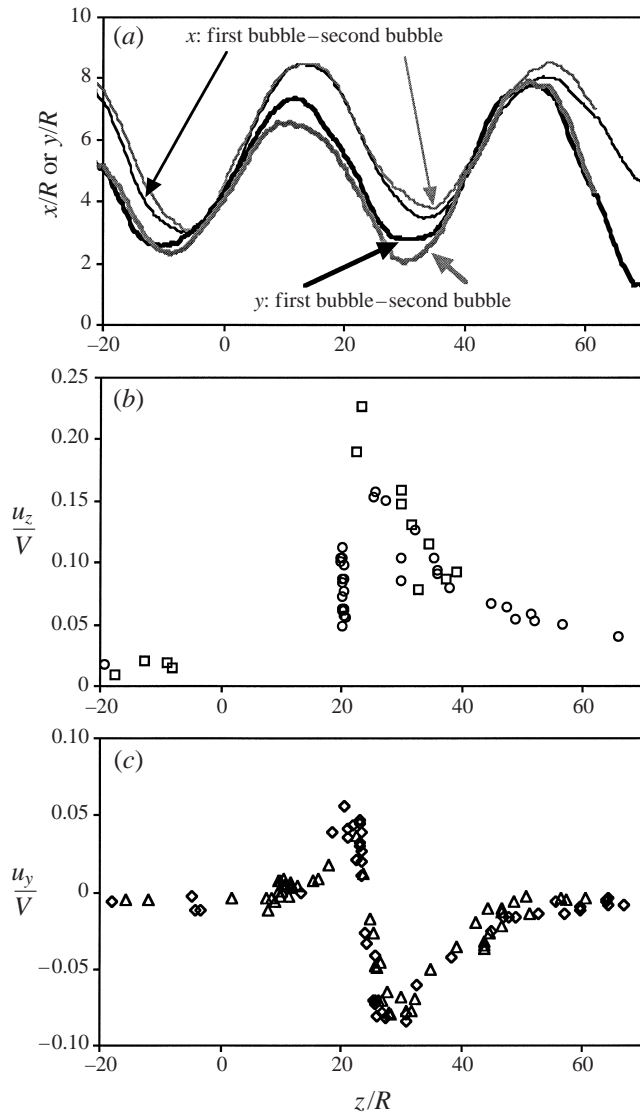 (a)
x: first bubble–second bubble
10
8
6
4
2
0
x/R or y/R
y: first bubble–second bubble
–20
0
20
40
60
(b)
0.25
0.20
0.15
0.10
0.05
0
u_z
V
–20
0
20
40
60
(c)
0.10
0.05
0
–0.05
–0.10
u_y
V
–20
0
20
40
60
z/R